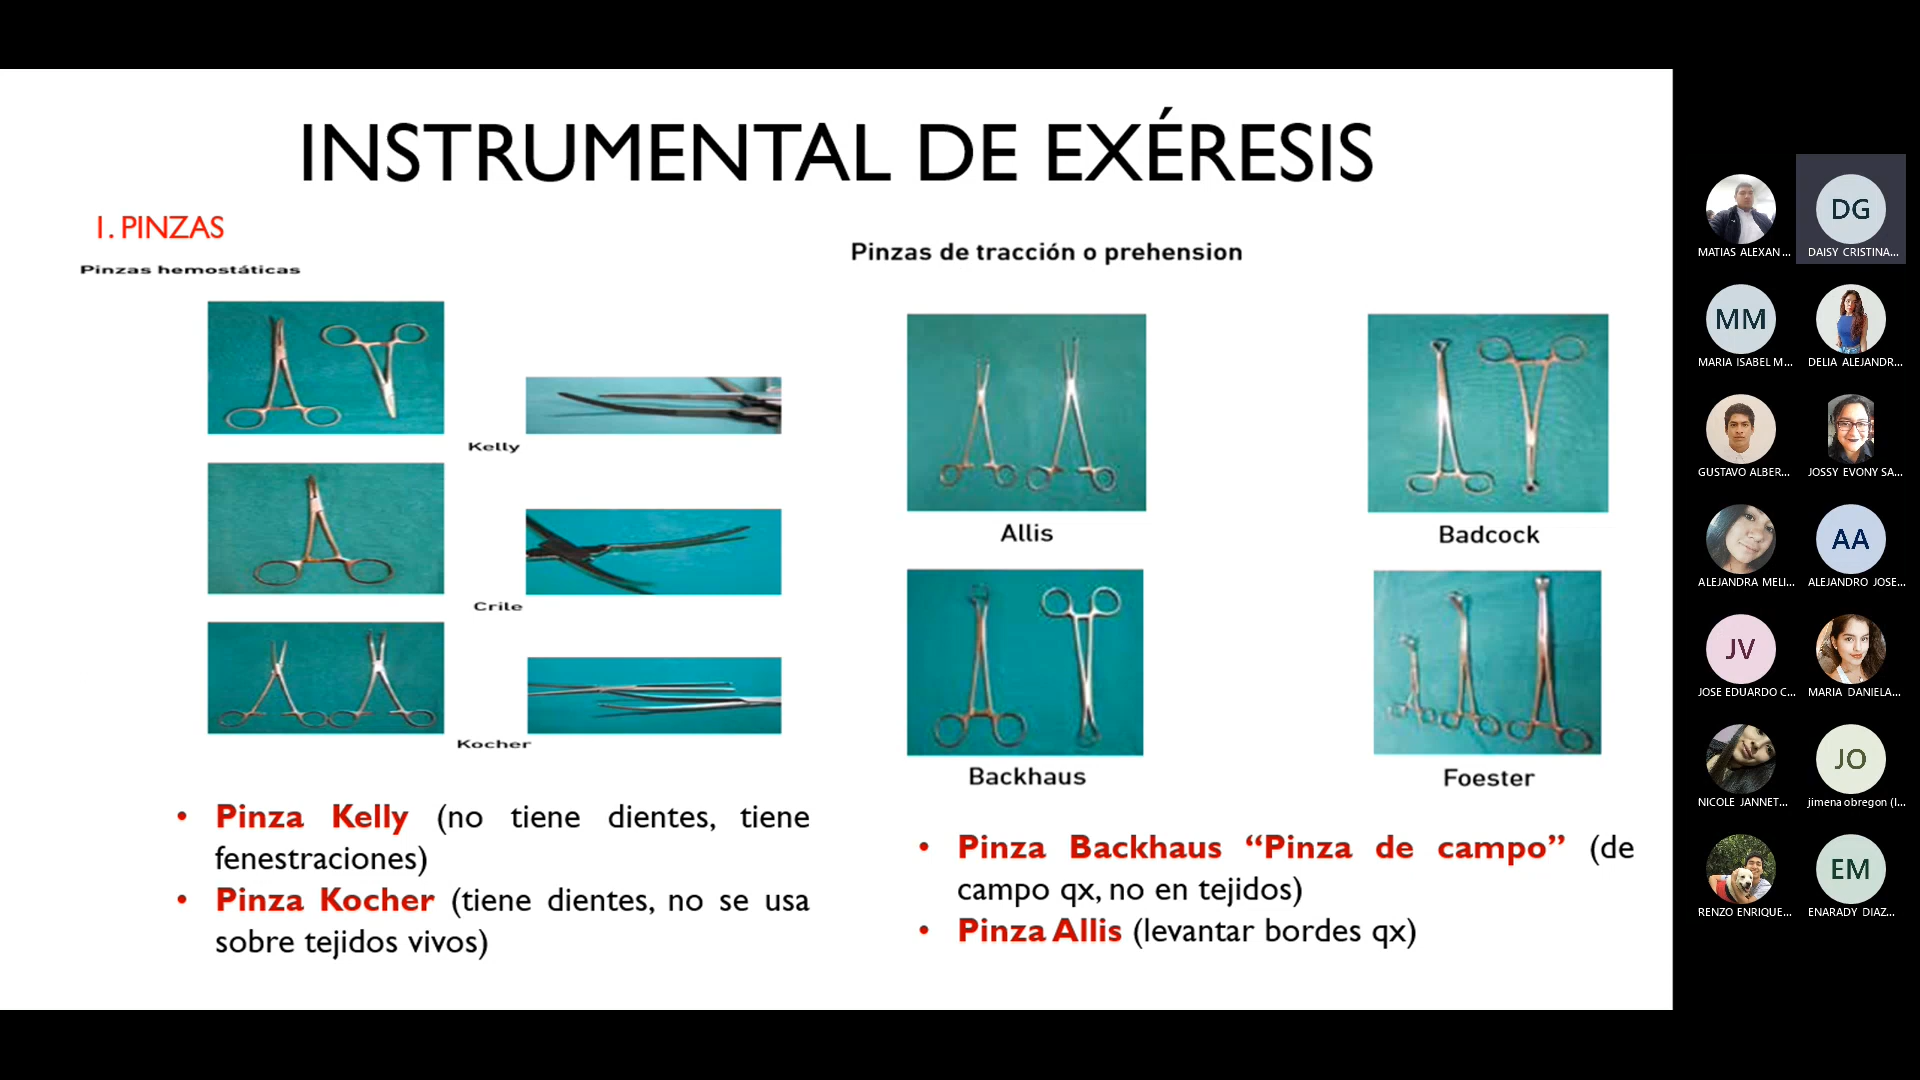 INSTRUMENTAL DE EXÉRESIS
1. PINZAS
Pinzas hemostáticas
Kelly
Crile
Kocher
• Pinza Kelly (no tiene dientes, tiene
fenestraciones)
• Pinza Kocher (tiene dientes, no se usa
sobre tejidos vivos)
Pinzas de tracción o prehension
Allis
Badcock
Backhaus
Foester
• Pinza Backhaus “Pinza de campo” (de
campo qx, no en tejidos)
• Pinza Allis (levantar bordes qx)
MATIAS ALEXAN...
DG
DAISY CRISTINA...
MM
MARIA ISABEL M...
DELIA ALEJANDR...
GUSTAVO ALBER...
JOSSY EVONY SA...
ALEJANDRA MELI...
AA
ALEJANDRO JOSE...
JV
JOSE EDUARDO C...
MARIA DANIELA...
NICOLE JANNET...
JO
jimena obregon (I...
RENZO ENRIQUE...
EM
ENARADY DIAZ...